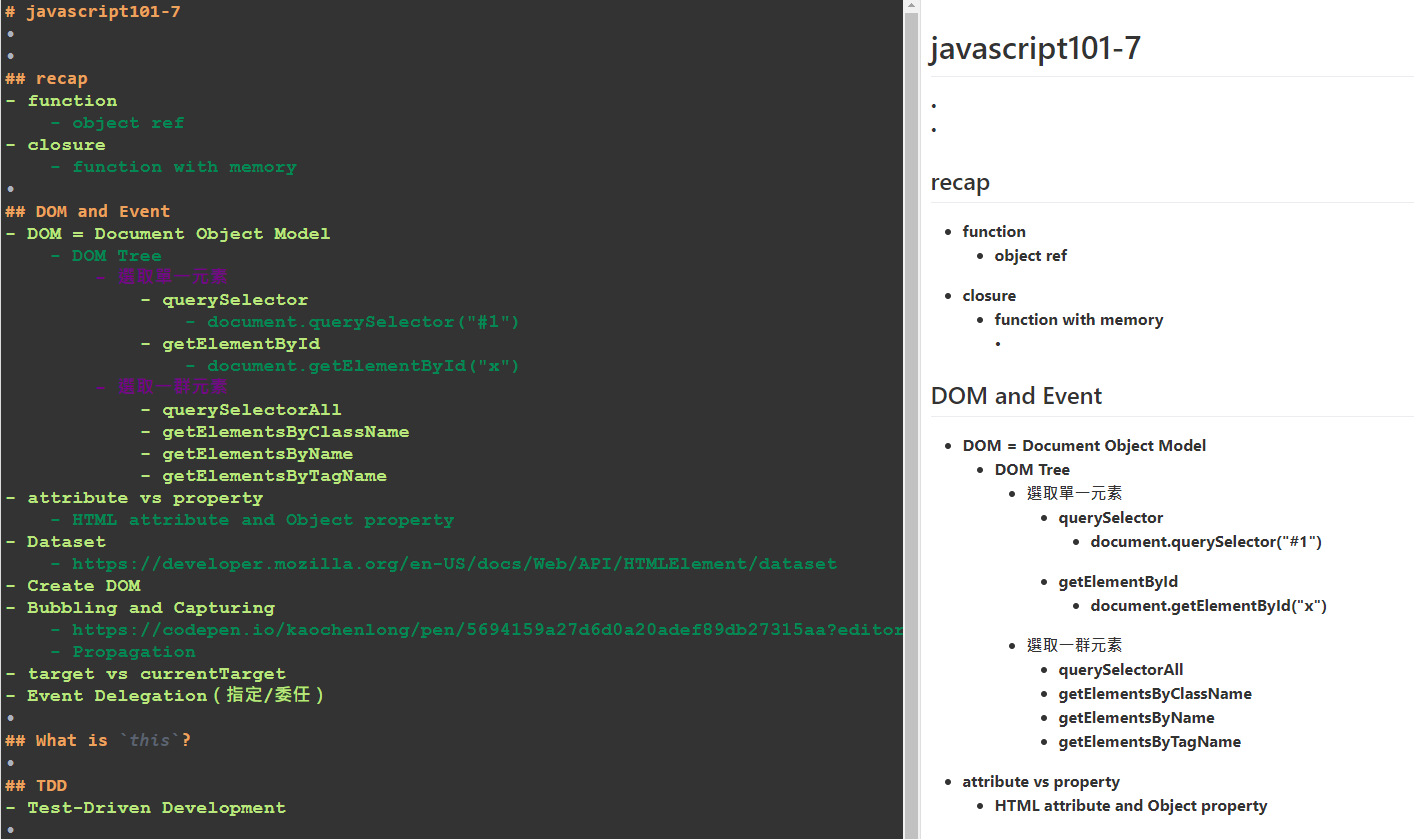 # javascript101-7
•
•
## recap
- function
- object ref
- closure
- function with memory
•
## DOM and Event
- DOM = Document Object Model
- DOM Tree
- 選取單一元素
- querySelector
- document.querySelector("#1")
- getElementById
- document.getElementById("x")
- 選取一群元素
- querySelectorAll
- getElementsByClassName
- getElementsByName
- getElementsByTagName
- attribute vs property
- HTML attribute and Object property
- Dataset
- https://developer.mozilla.org/en-US/docs/Web/API/HTMLElement/dataset
- Create DOM
- Bubbling and Capturing
- https://codepen.io/kaochenlong/pen/5694159a27d6d0a20adef89db27315aa?editor
- Propagation
- target vs currentTarget
- Event Delegation ( 指定/委任 )
•
## What is `this`?
•
## TDD
- Test-Driven Development
•
javascript101-7
•
•
recap
• function
• object ref
• closure
• function with memory
•
DOM and Event
• DOM = Document Object Model
• DOM Tree
• 選取單一元素
• querySelector
• document.querySelector("#1")
• getElementById
• document.getElementById("x")
• 選取一群元素
• querySelectorAll
• getElementsByClassName
• getElementsByName
• getElementsByTagName
• attribute vs property
• HTML attribute and Object property